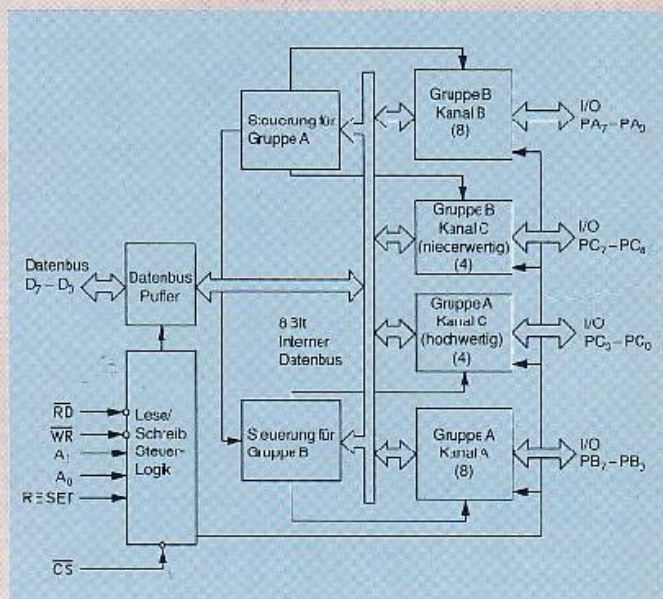 Steuerung für
Gruppe A
Gruppe B
Kanal B
(8)
I/O
PA7–PA0
Gruppe B
Kanal C
(niederwertig)
(4)
I/O
PC7–PC4
Datenbus
D7–D0
Datenbus
Puffer
8 Bit
Interner
Datenbus
Gruppe A
Kanal C
(hochwertig)
(4)
I/O
PC3–PC0
RD
WR
A1
A0
RESET
CS
Lese/
Schreib
Steuer-
Logik
Steuerung für
Gruppe B
Gruppe A
Kanal A
(8)
I/O
PB7–PB0